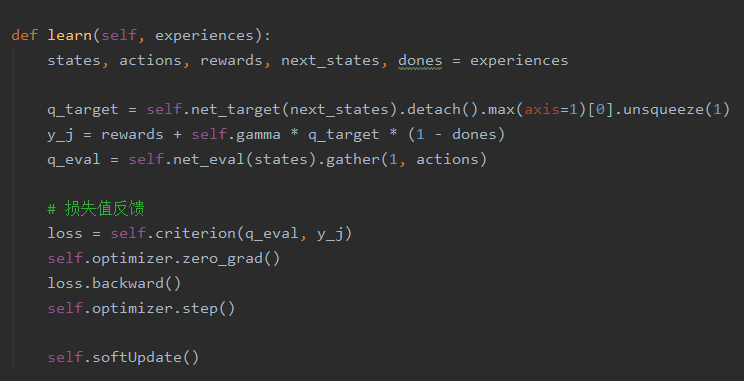 def learn(self, experiences):
    states, actions, rewards, next_states, dones = experiences
    q_target = self.net_target(next_states).detach().max(axis=1)[0].unsqueeze(1)
    y_j = rewards + self.gamma * q_target * (1 - dones)
    q_eval = self.net_eval(states).gather(1, actions)
    # 损失值反馈
    loss = self.criterion(q_eval, y_j)
    self.optimizer.zero_grad()
    loss.backward()
    self.optimizer.step()
    self.softUpdate()